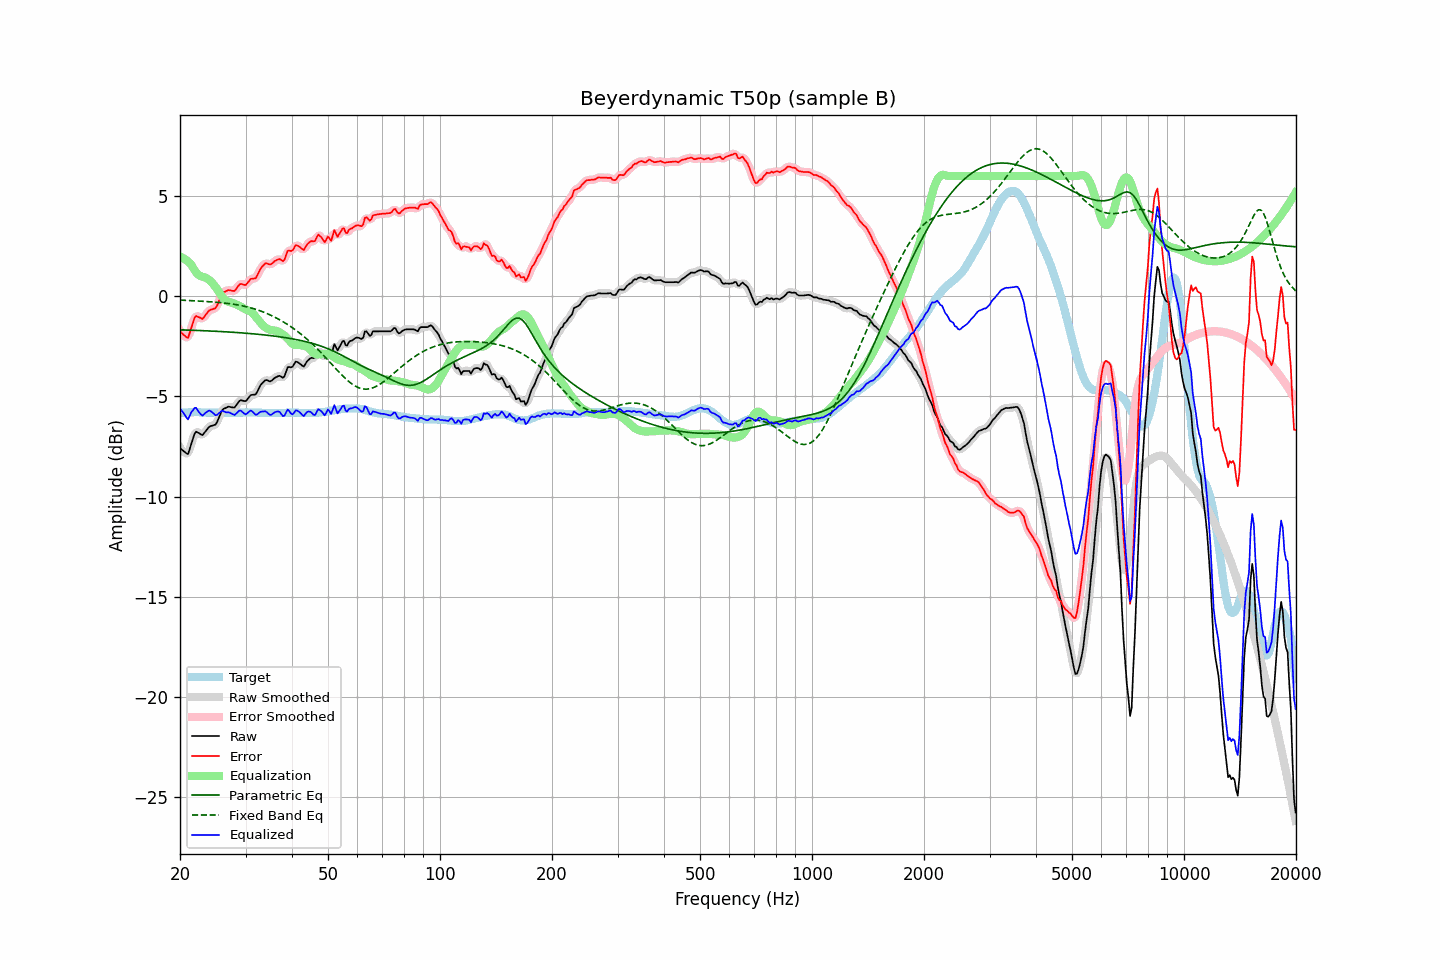 Beyerdynamic T50p (sample B)
Amplitude (dBr)
5
0
−5
−10
−15
−20
−25
Target
Raw Smoothed
Error Smoothed
Raw
Error
Equalization
Parametric Eq
Fixed Band Eq
Equalized
20 50 100 200 500 1000 2000 5000 10000 20000
Frequency (Hz)